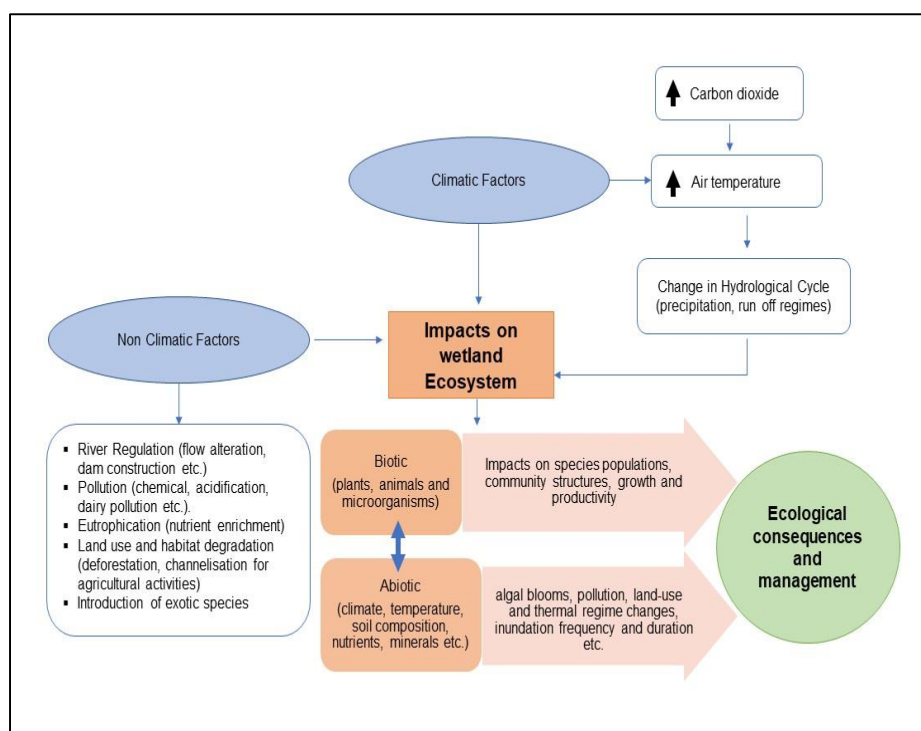 Carbon dioxide
Climatic Factors
Air temperature
Change in Hydrological Cycle
(precipitation, run off regimes)
Non Climatic Factors
Impacts on
wetland
Ecosystem
▪ River Regulation (flow alteration,
dam construction etc.)
▪ Pollution (chemical, acidification,
dairy pollution etc.).
▪ Eutrophication (nutrient enrichment)
▪ Land use and habitat degradation
(deforestation, channelisation for
agricultural activities)
▪ Introduction of exotic species
Biotic
(plants, animals and
microorganisms)
Impacts on species populations,
community structures, growth and
productivity
Abiotic
(climate, temperature,
soil composition,
nutrients, minerals etc.)
algal blooms, pollution, land-use
and thermal regime changes,
inundation frequency and duration
etc.
Ecological
consequences
and
management